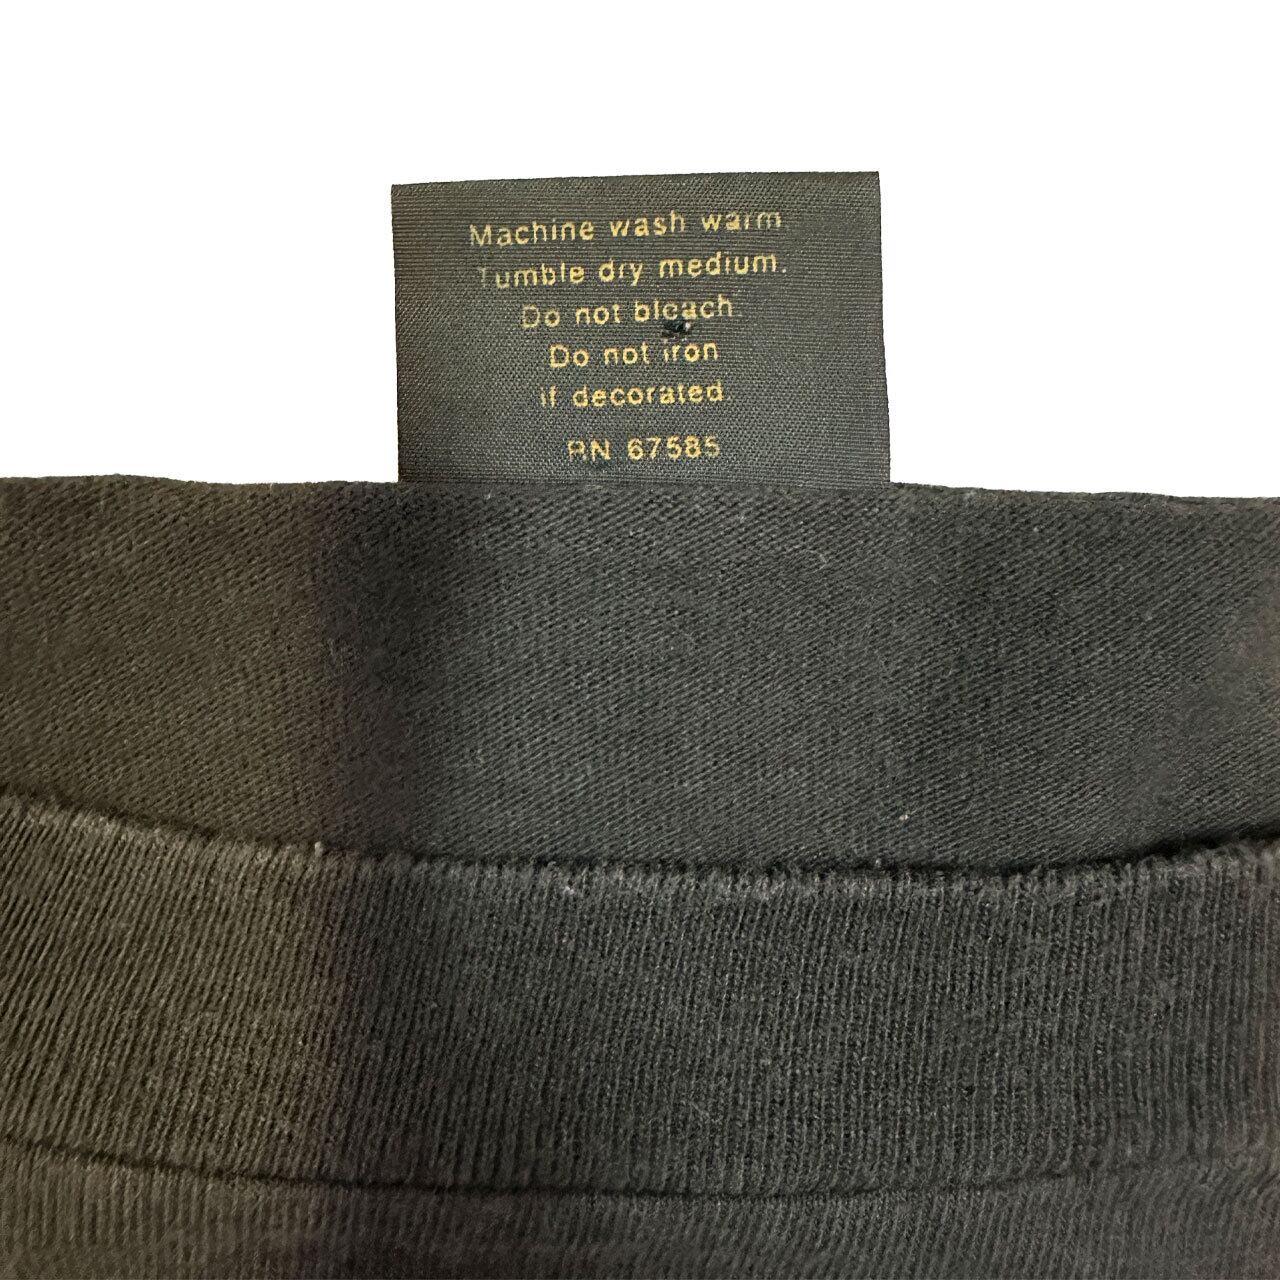 Machine wash warm.
Tumble dry medium.
Do not bleach.
Do not iron
if decorated.
RN 67585